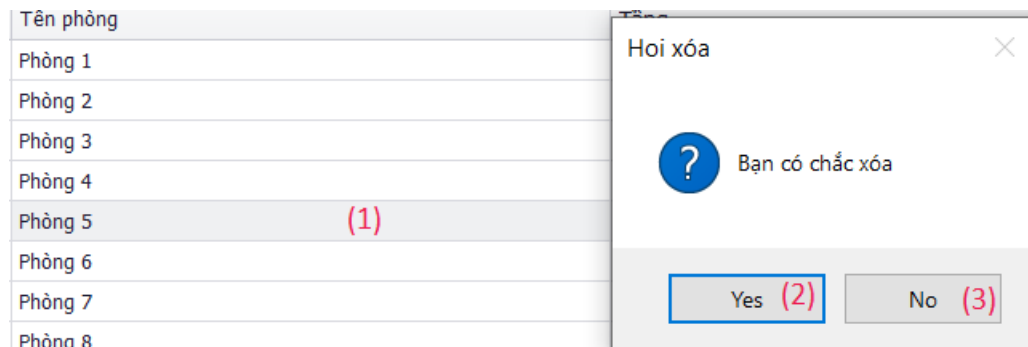 Tên phòng
Tầng
Phòng 1
Phòng 2
Phòng 3
Phòng 4
Phòng 5 (1)
Phòng 6
Phòng 7
Phòng 8
Hoi xóa
?
Bạn có chắc xóa
Yes (2)
No (3)